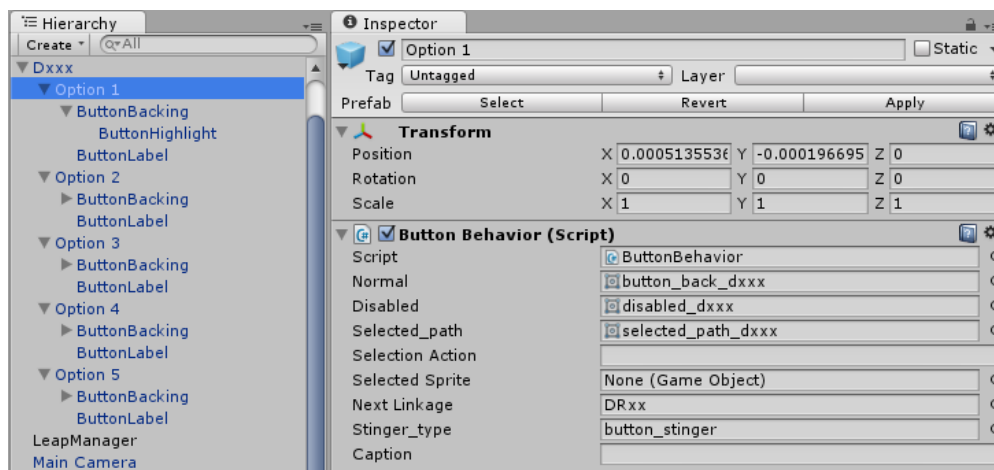 Hierarchy
Create
All
Dxxx
Option 1
ButtonBacking
ButtonHighlight
ButtonLabel
Option 2
ButtonBacking
ButtonLabel
Option 3
ButtonBacking
ButtonLabel
Option 4
ButtonBacking
ButtonLabel
Option 5
ButtonBacking
ButtonLabel
LeapManager
Main Camera
Inspector
Option 1 Static
Tag Untagged Layer
Prefab Select Revert Apply
Transform
Position X 0.0005135536 Y -0.000196695 Z 0
Rotation X 0 Y 0 Z 0
Scale X 1 Y 1 Z 1
Button Behavior (Script)
Script ButtonBehavior
Normal button_back_dxxx
Disabled disabled_dxxx
Selected_path selected_path_dxxx
Selection Action
Selected Sprite None (Game Object)
Next Linkage DRxx
Stinger_type button_stinger
Caption